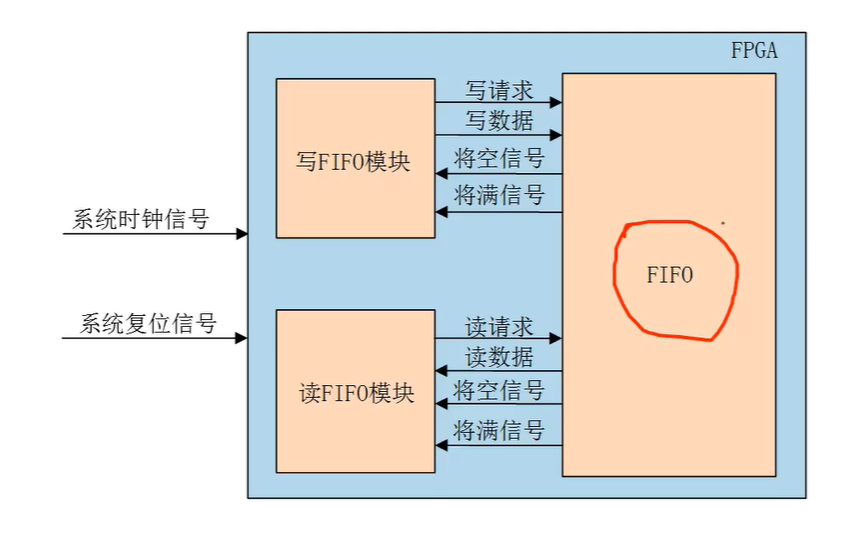 FPGA
写请求
写数据
写FIFO模块
将空信号
将满信号
系统时钟信号
FIFO
系统复位信号
读请求
读数据
读FIFO模块
将空信号
将满信号